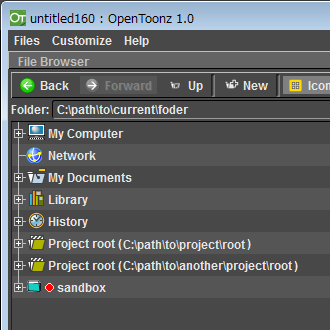 OT untitled160 : OpenToonz 1.0
Files Customize Help
File Browser
Back Forward Up New Ico
Folder: C:\path\to\current\foder
My Computer
Network
My Documents
Library
History
Project root (C:\path\to\project\root)
Project root (C:\path\to\another\project\root)
sandbox